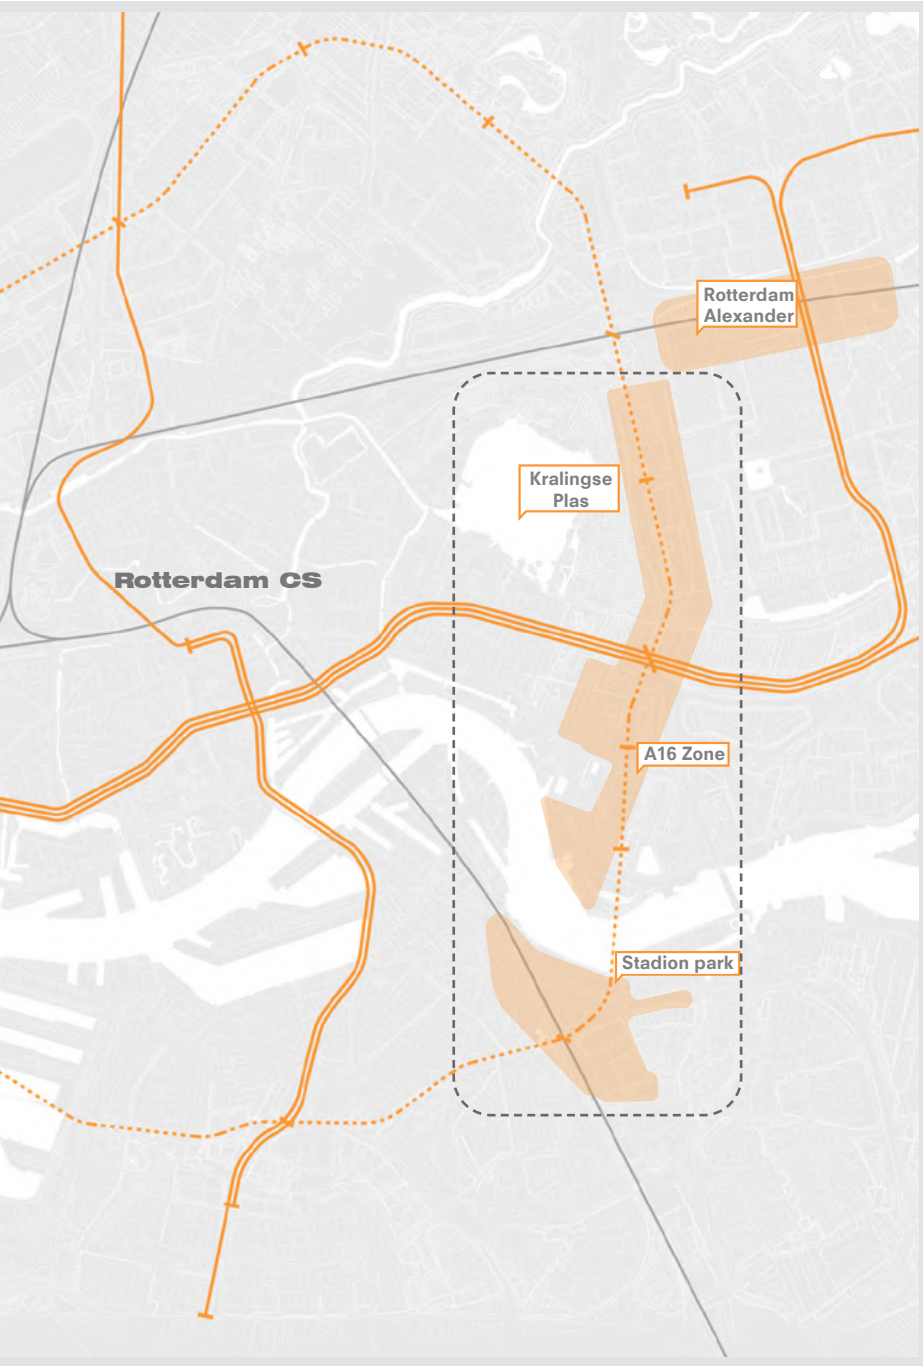 Rotterdam
Alexander
Kralingse
Plas
Rotterdam CS
A16 Zone
Stadion park